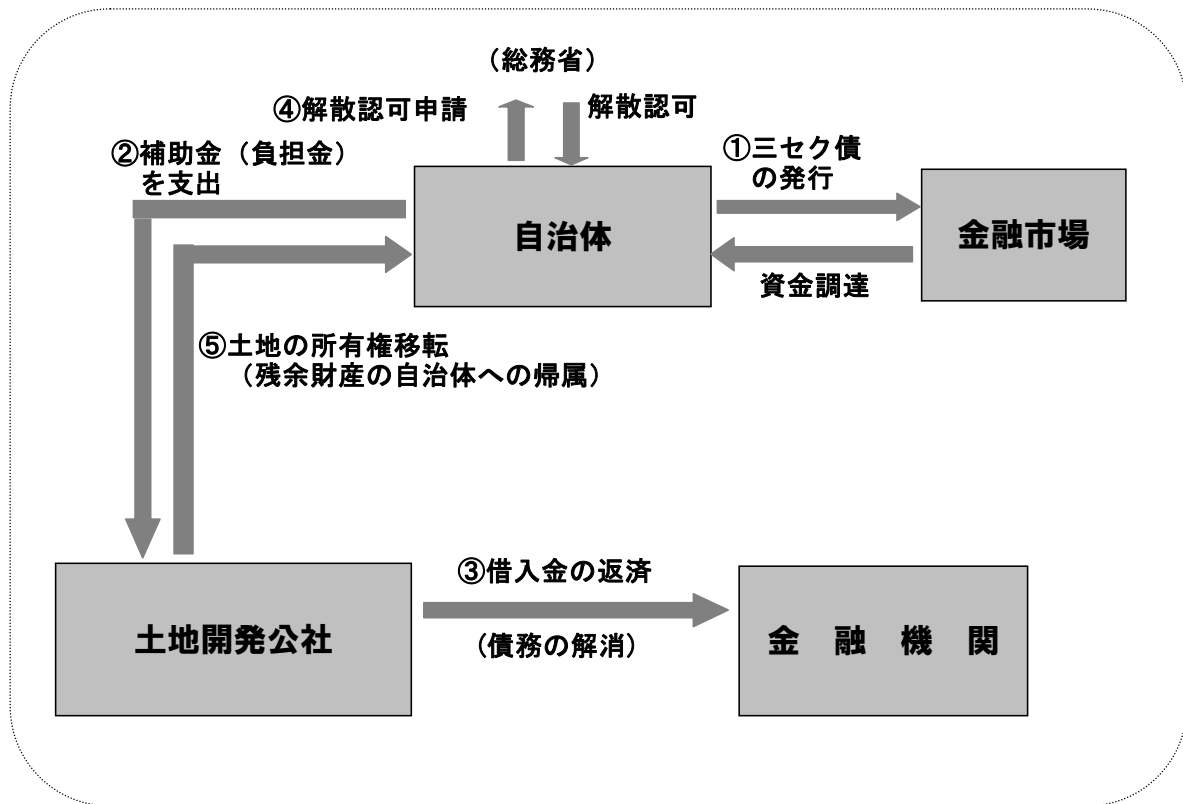 （総務省）
④解散認可申請
解散認可
②補助金（負担金）
を支出
①三セク債
の発行
自治体
金融市場
資金調達
⑤土地の所有権移転
（残余財産の自治体への帰属）
③借入金の返済
土地開発公社
（債務の解消）
金　融　機　関